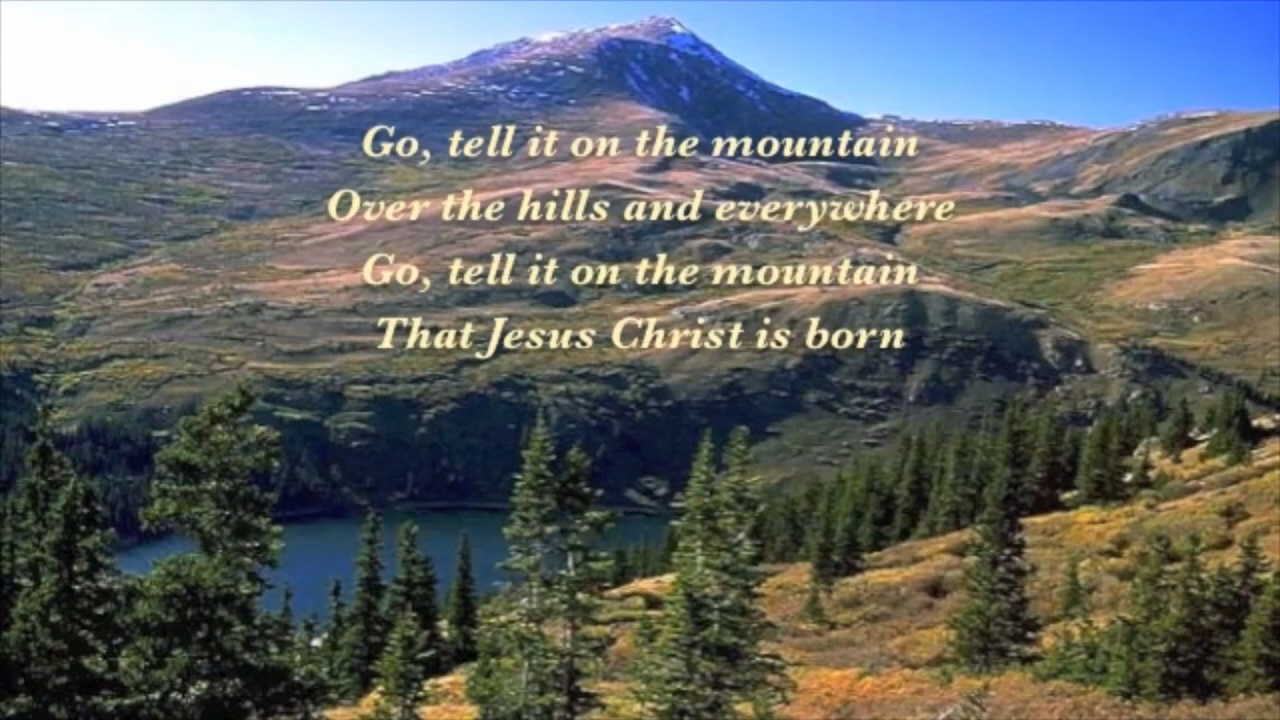 Go, tell it on the mountain
Over the hills and everywhere
Go, tell it on the mountain
That Jesus Christ is born